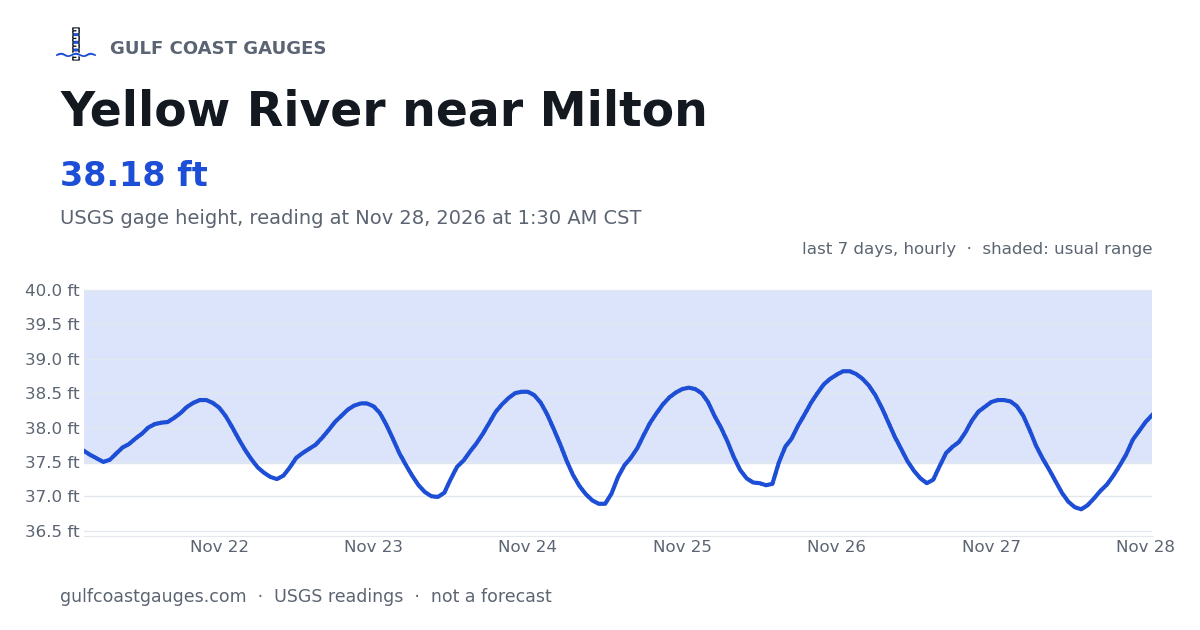 GULF COAST GAUGES
Yellow River near Milton
38.18 ft
USGS gage height, reading at Nov 28, 2026 at 1:30 AM CST
last 7 days, hourly · shaded: usual range
40.0 ft
39.5 ft
39.0 ft
38.5 ft
38.0 ft
37.5 ft
37.0 ft
36.5 ft
Nov 22 Nov 23 Nov 24 Nov 25 Nov 26 Nov 27 Nov 28
gulfcoastgauges.com · USGS readings · not a forecast